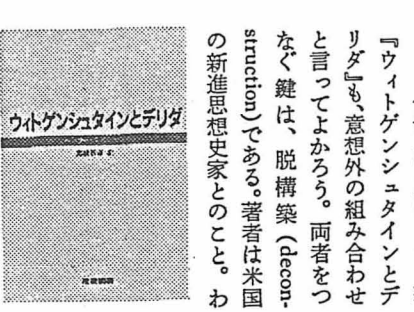 『ウィトゲンシュタインとデ
リダ』も、意想外の組み合わせ
と言ってよかろう。両者をつ
なぐ鍵は、脱構築(decon-
struction)である。著者は米国
の新進思想史家とのこと。わ
ウィトゲンシュタインとデリダ
産業図書